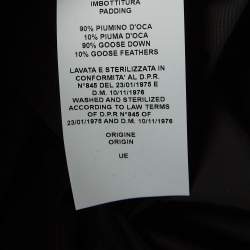 IMBOTTITURA
PADDING
90% PIUMINO D'OCA
10% PIUMA D'OCA
90% GOOSE DOWN
10% GOOSE FEATHERS
LAVATA E STERILIZZATA IN
CONFORMITA' AL D.P.R.
N°845 DEL 23/01/1975 E
D.M. 10/11/1976
WASHED AND STERILIZED
ACCORDING TO LAW TERMS
OF D.P.R N°845 OF
23/01/1975 AND D.M.
10/11/1976
ORIGINE
ORIGIN
UE